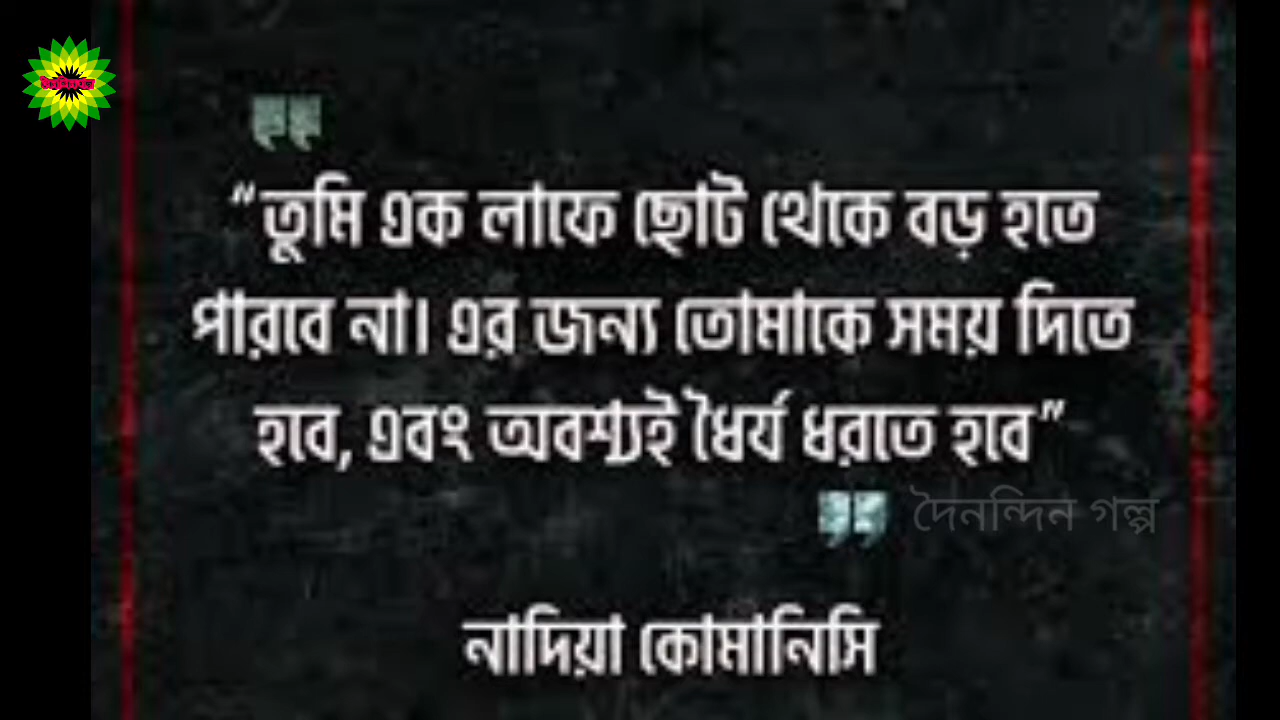 “তুমি এক লাফে ছোট থেকে বড় হতে
পারবে না। এর জন্য তোমাকে সময় দিতে
হবে, এবং অবশ্যই ধৈর্য ধরতে হবে”
দৈনন্দিন গল্প
নাদিয়া কোমানিসি